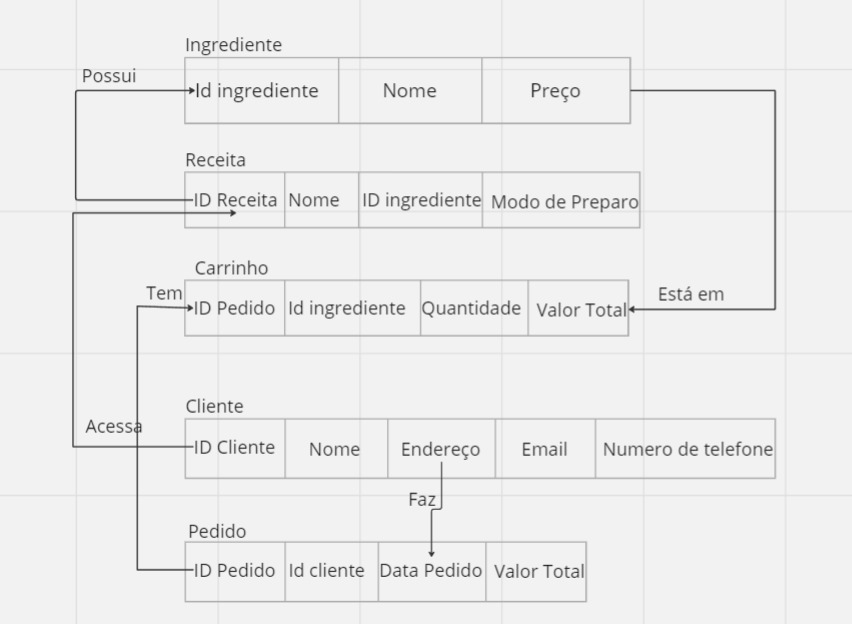 Ingrediente
Possui
Id ingrediente Nome Preço
Receita
ID Receita Nome ID ingrediente Modo de Preparo
Carrinho
Tem
Está em
ID Pedido Id ingrediente Quantidade Valor Total
Cliente
Acessa
ID Cliente Nome Endereço Email Numero de telefone
Faz
Pedido
ID Pedido Id cliente Data Pedido Valor Total